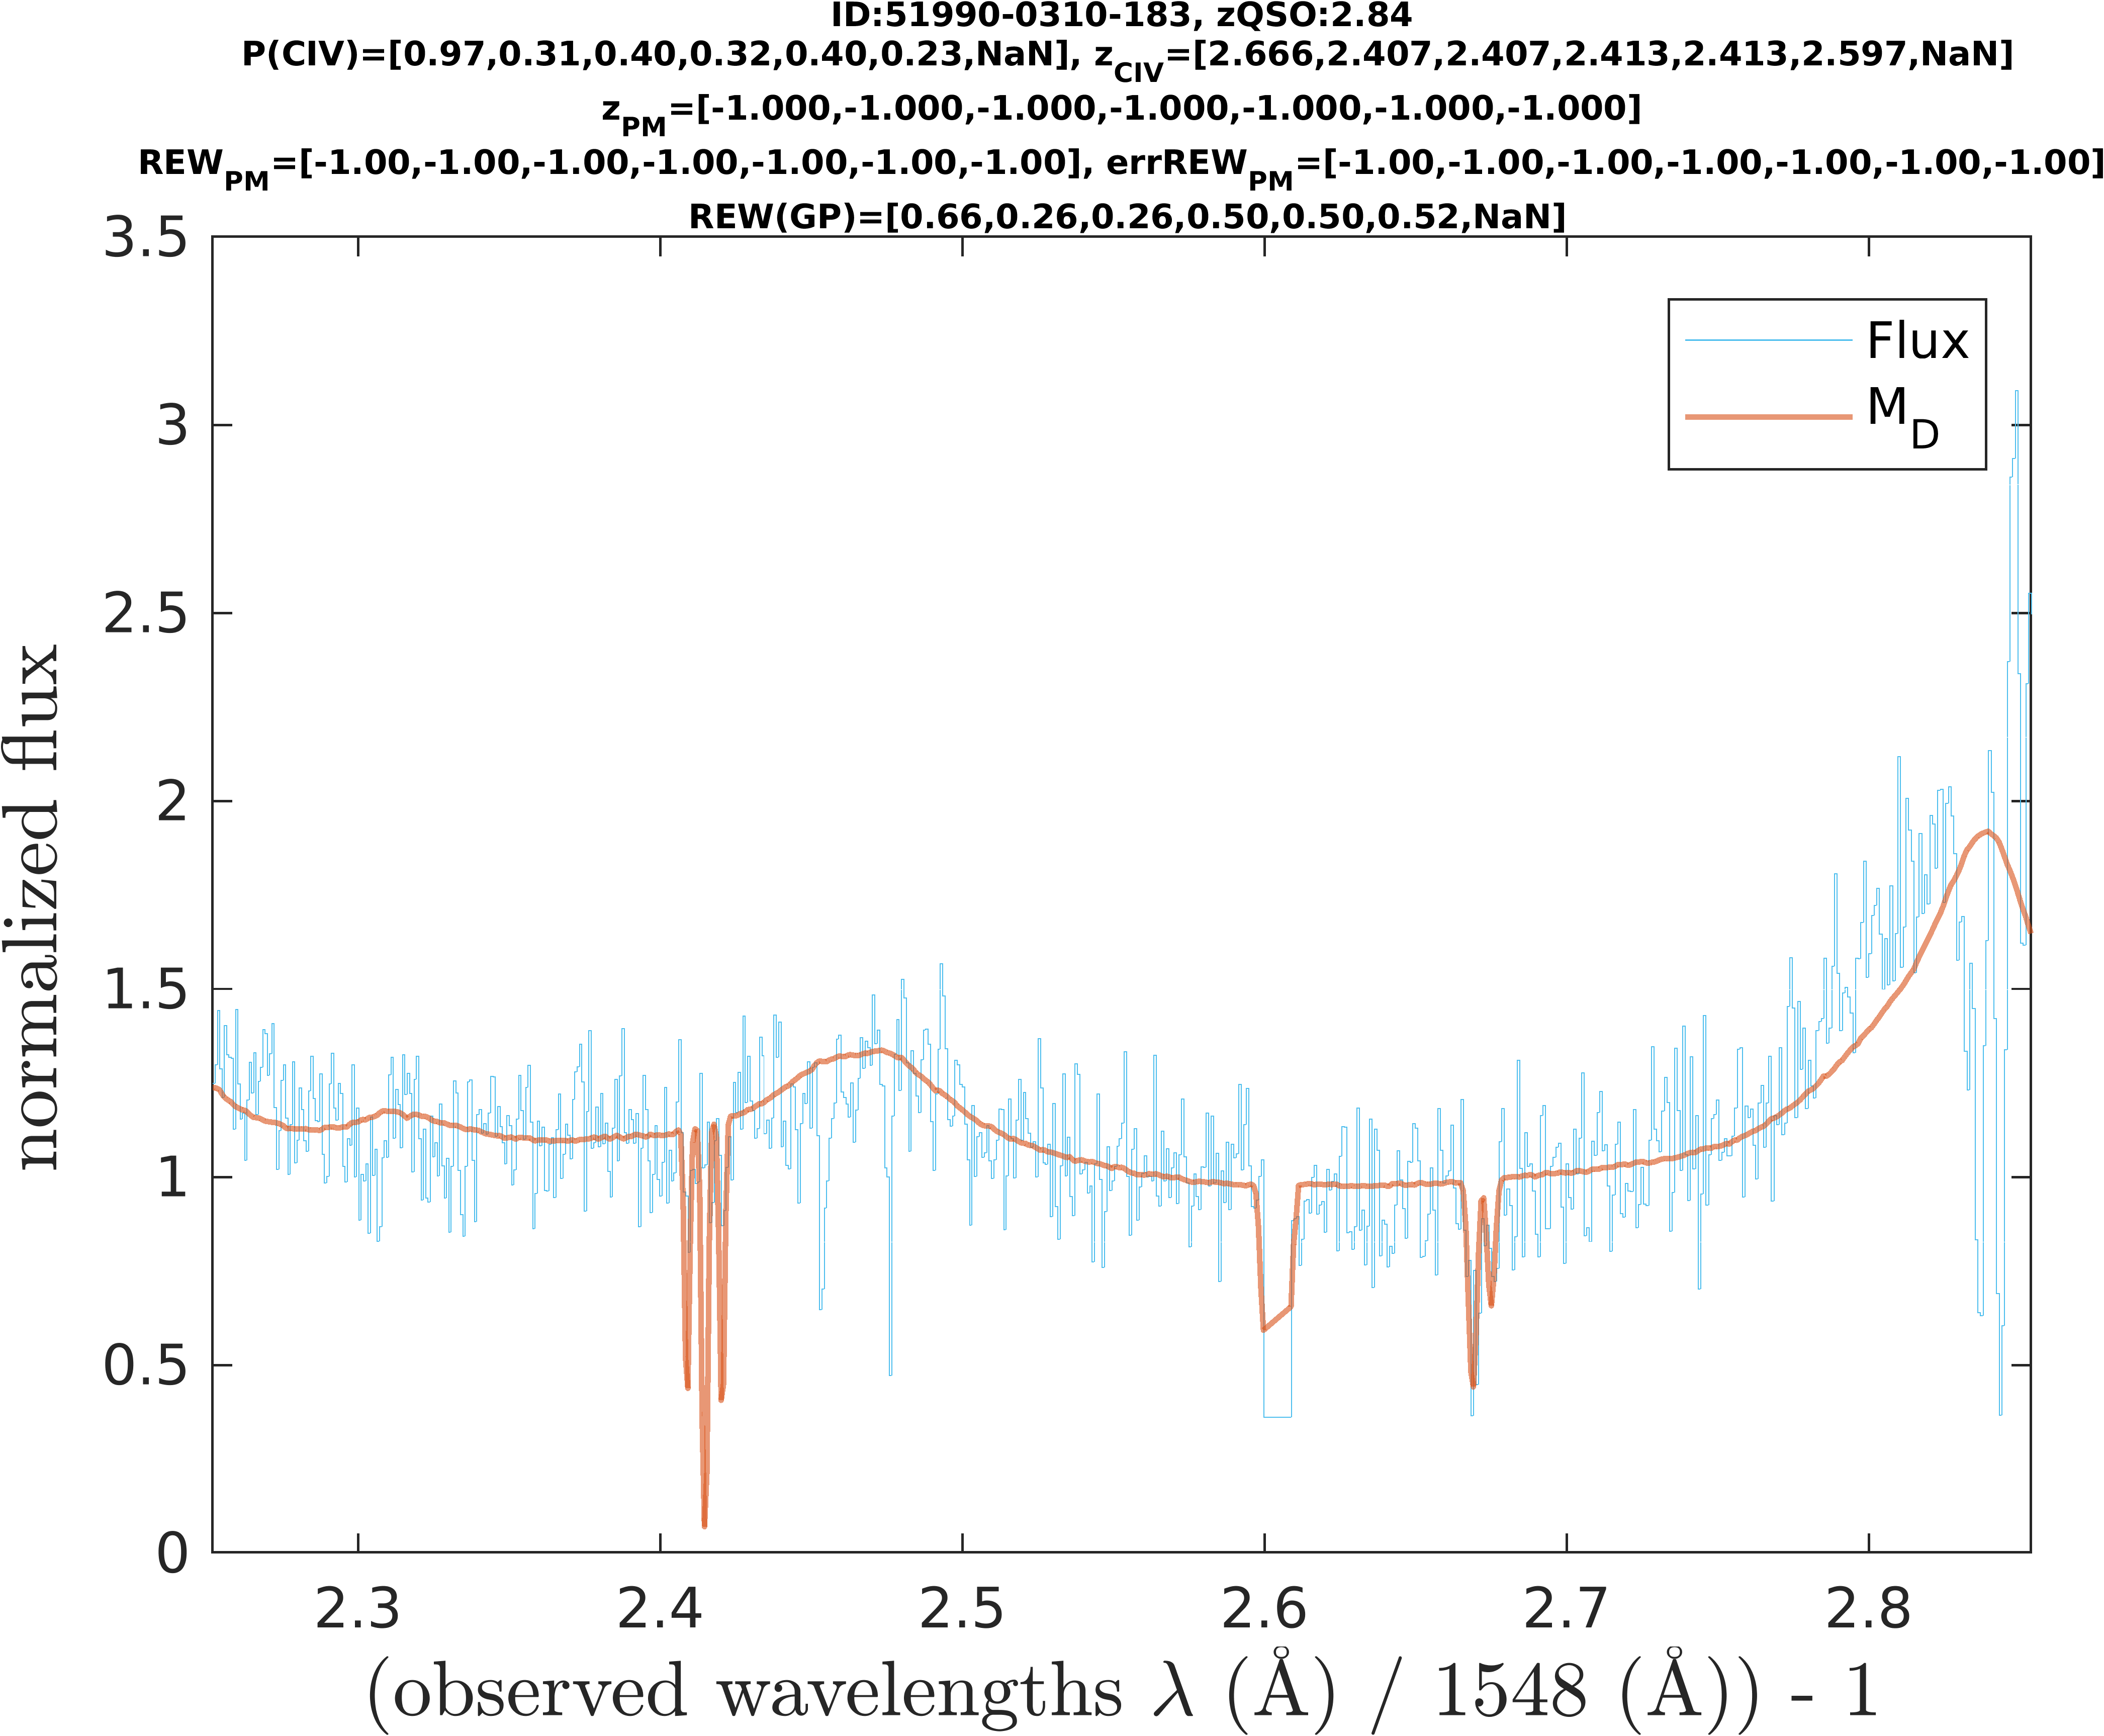 ID:51990-0310-183, zQSO:2.84
P(CIV)=[0.97,0.31,0.40,0.32,0.40,0.23,NaN], zCIV=[2.666,2.407,2.407,2.413,2.413,2.597,NaN]
zPM=[-1.000,-1.000,-1.000,-1.000,-1.000,-1.000,-1.000]
REWPM=[-1.00,-1.00,-1.00,-1.00,-1.00,-1.00,-1.00], errREWPM=[-1.00,-1.00,-1.00,-1.00,-1.00,-1.00,-1.00]
REW(GP)=[0.66,0.26,0.26,0.50,0.50,0.52,NaN]
3.5
3
2.5
2
1.5
1
0.5
0
normalized flux
Flux
MD
2.3 2.4 2.5 2.6 2.7 2.8
(observed wavelengths λ (Å) / 1548 (Å)) - 1